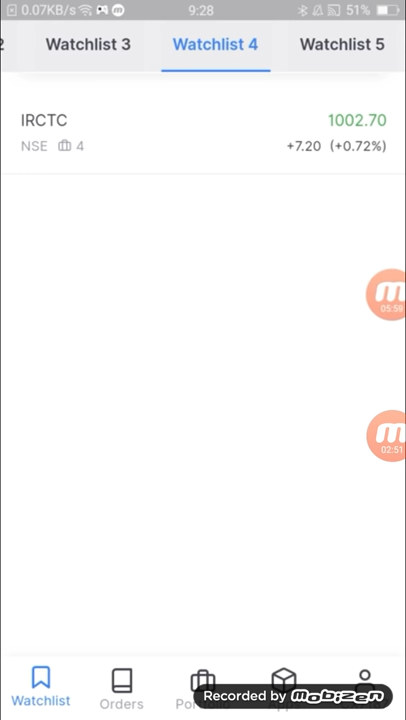 0.07KB/s 9:28 51%
2 Watchlist 3 Watchlist 4 Watchlist 5
IRCTC 1002.70
NSE 4 +7.20 (+0.72%)
05:59
02:51
Watchlist Orders
Recorded by mobizen